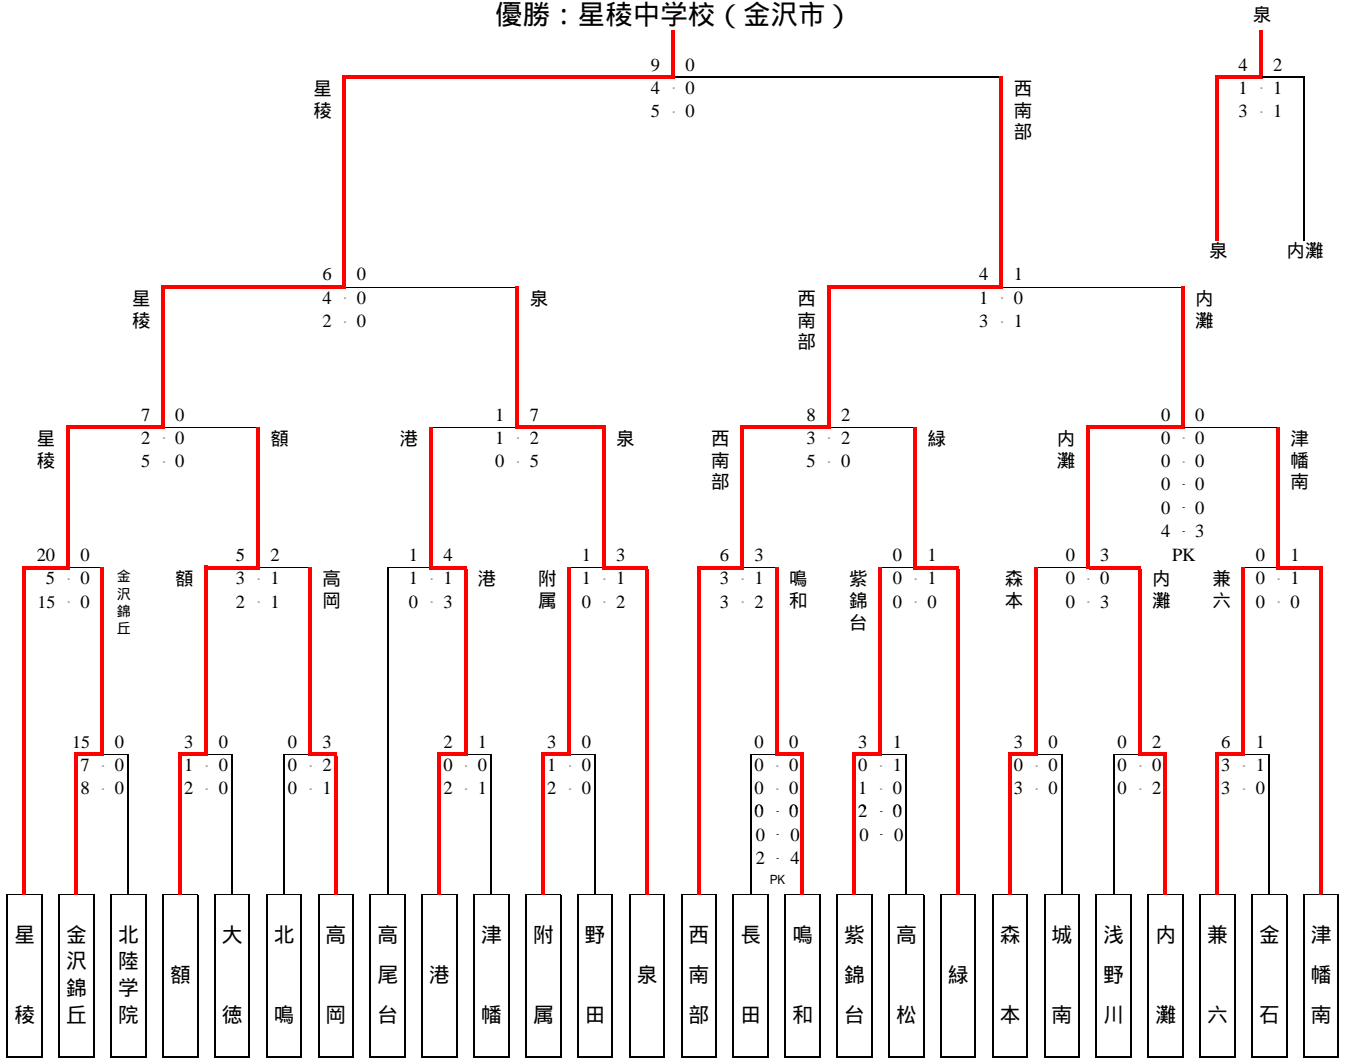 優勝：星稜中学校（金沢市）
泉
9 0
4 - 0
5 - 0
4 2
1 - 1
3 - 1
星稜
西南部
泉
内灘
6 0
4 - 0
2 - 0
4 1
1 - 0
3 - 1
星稜
泉
西南部
内灘
7 0
2 - 0
5 - 0
1 7
1 - 2
0 - 5
8 2
3 - 2
5 - 0
0 0
0 - 0
0 - 0
0 - 0
0 - 0
4 - 3
PK
星稜
額
港
泉
西南部
緑
内灘
津幡南
20 0
5 - 0
15 - 0
5 2
3 - 1
2 - 1
1 4
1 - 1
0 - 3
1 3
1 - 1
0 - 2
6 3
3 - 1
3 - 2
0 1
0 - 1
0 - 0
0 3
0 - 0
0 - 3
0 1
0 - 1
0 - 0
金沢錦丘
額
高岡
港
附属
鳴和
紫錦台
森本
内灘
兼六
15 0
7 - 0
8 - 0
3 0
1 - 0
2 - 0
0 3
0 - 2
0 - 1
2 1
0 - 0
2 - 1
3 0
1 - 0
2 - 0
0 0
0 - 0
0 - 0
0 - 0
0 - 0
2 - 4
PK
3 1
0 - 1
1 - 0
2 - 0
0 - 0
3 0
0 - 0
3 - 0
0 2
0 - 0
0 - 2
6 1
3 - 1
3 - 0
星稜
金沢錦丘
北陸学院
額
大徳
北鳴
高岡
高尾台
港
津幡
附属
野田
泉
西南部
長田
鳴和
紫錦台
高松
緑
森本
城南
浅野川
内灘
兼六
金石
津幡南